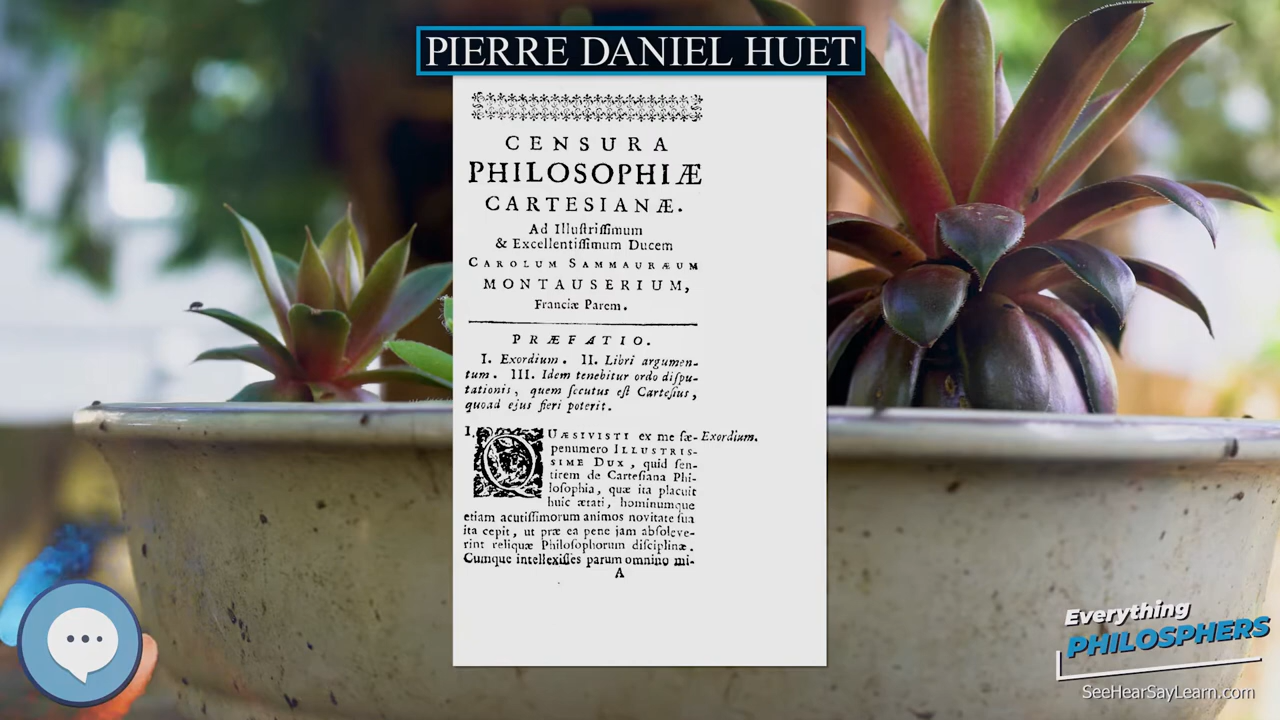 PIERRE DANIEL HUET
CENSURA
PHILOSOPHIÆ
CARTESIANÆ.
Ad Illuſtriſſimum
& Excellentiſſimum Ducem
CAROLUM SAMMAURÆUM
MONTAUSERIUM,
Franciæ Parem.
PRÆFATIO.
I. Exordium. II. Libri argumen-
tum. III. Idem tenebitur ordo diſpu-
tationis, quem ſecutus eſt Carteſius,
quoad ejus fieri poterit.
I. QUÆSIVISTI ex me ſæ- Exordium.
penumero ILLUSTRIS-
SIME DUX, quid ſen-
tirem de Carteſiana Phi-
loſophia, quæ ita placuit
huic ætati, hominumque
etiam acutiſſimorum animos novitate ſua
ita cepit, ut præ ea pene jam abſoleve-
rint reliquæ Philoſophorum diſciplinæ.
Cumque intellexiſſes parum omnino mi-
A
Everything
PHILOSPHERS
SeeHearSayLearn.com